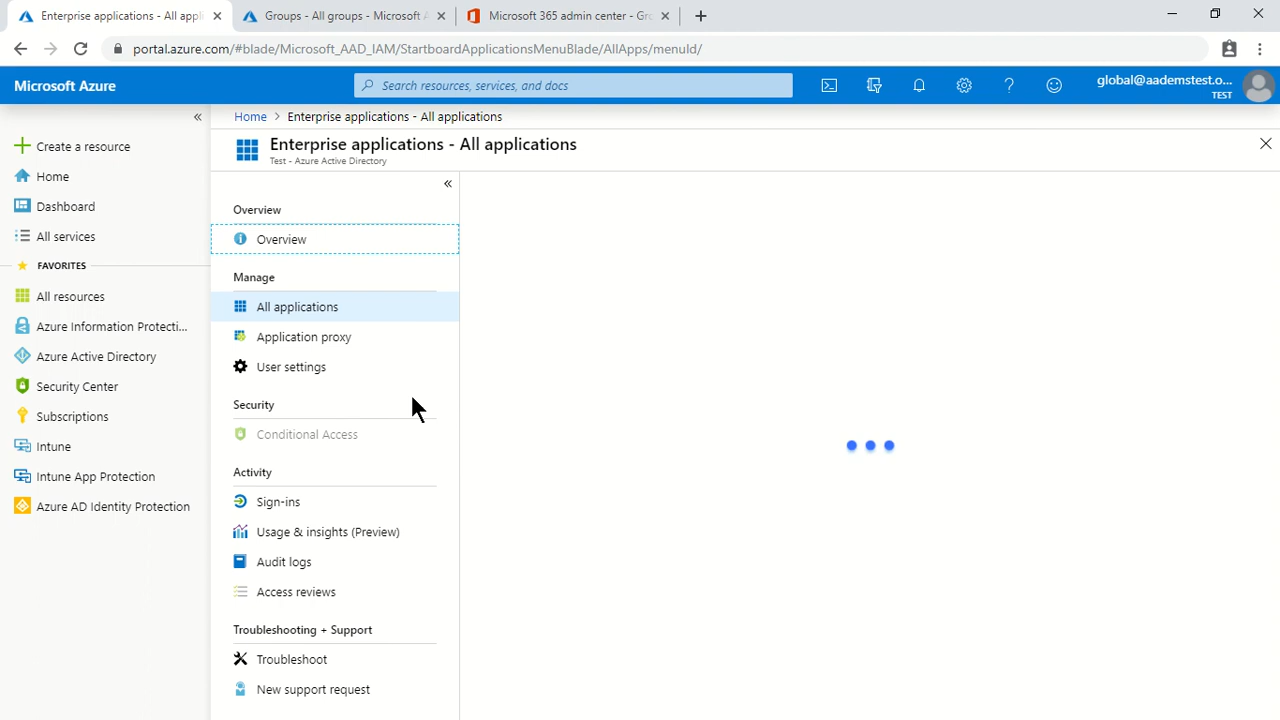 Enterprise applications - All appl
Groups - All groups - Microsoft A
Microsoft 365 admin center - Gro
portal.azure.com/#blade/Microsoft_AAD_IAM/StartboardApplicationsMenuBlade/AllApps/menuId/
Microsoft Azure
Search resources, services, and docs
global@aademstest.o...
TEST
Create a resource
Home
Dashboard
All services
FAVORITES
All resources
Azure Information Protecti...
Azure Active Directory
Security Center
Subscriptions
Intune
Intune App Protection
Azure AD Identity Protection
Home > Enterprise applications - All applications
Enterprise applications - All applications
Test - Azure Active Directory
Overview
Overview
Manage
All applications
Application proxy
User settings
Security
Conditional Access
Activity
Sign-ins
Usage & insights (Preview)
Audit logs
Access reviews
Troubleshooting + Support
Troubleshoot
New support request